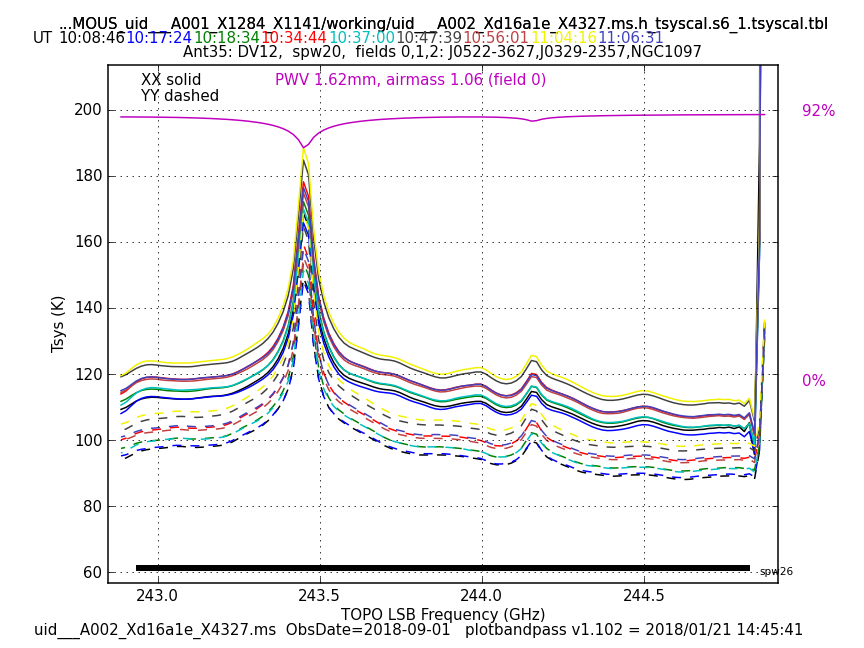 ...MOUS_uid___A001_X1284_X1141/working/uid___A002_Xd16a1e_X4327.ms.h_tsyscal.s6_1.tsyscal.tbl
UT 10:08:46 10:17:24 10:18:34 10:34:44 10:37:00 10:47:39 10:56:01 11:04:16 11:06:31
Ant35: DV12,  spw20,  fields 0,1,2: J0522-3627,J0329-2357,NGC1097
XX solid
YY dashed
PWV 1.62mm, airmass 1.06 (field 0)
92%
0%
Tsys (K)
200
180
160
140
120
100
80
60
spw26
243.0 243.5 244.0 244.5
TOPO LSB Frequency (GHz)
uid___A002_Xd16a1e_X4327.ms  ObsDate=2018-09-01   plotbandpass v1.102 = 2018/01/21 14:45:41